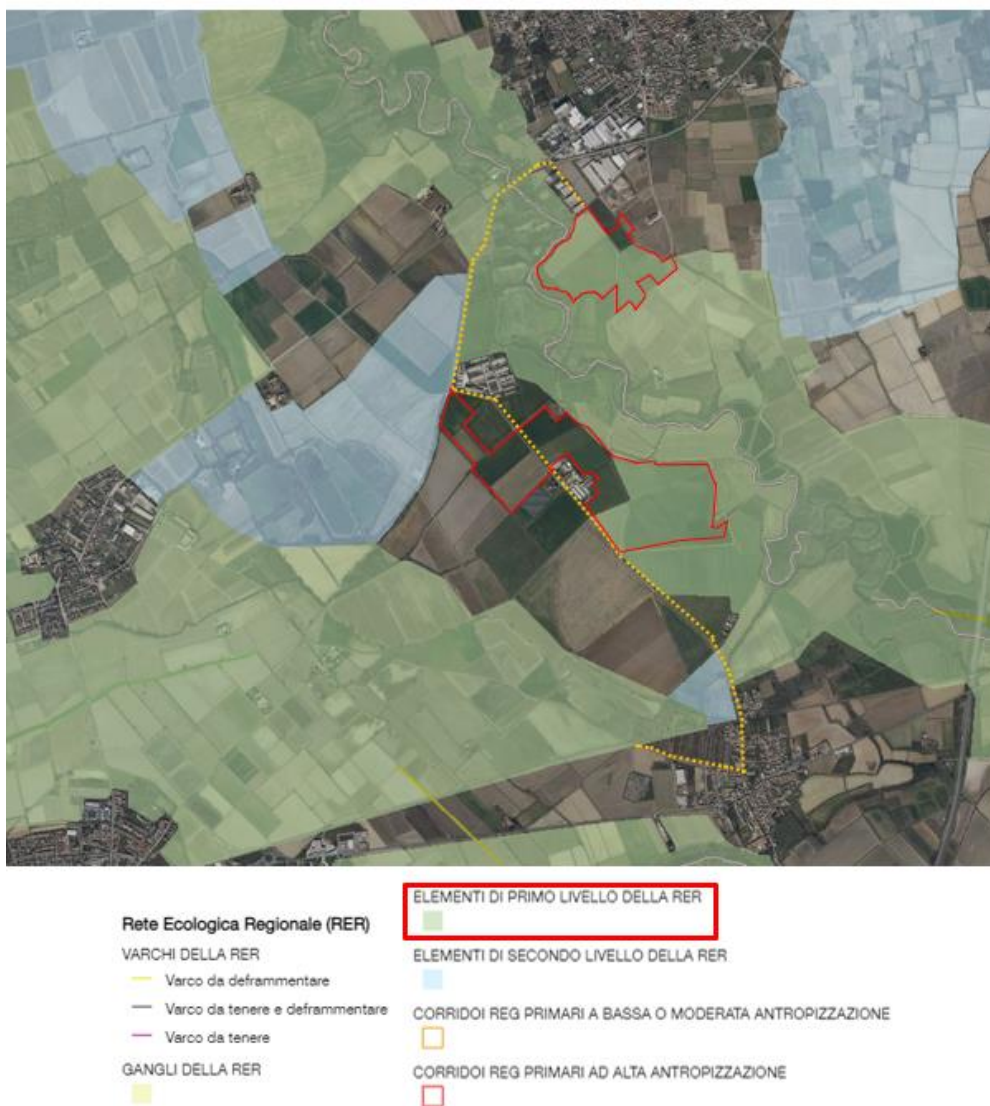 Rete Ecologica Regionale (RER)
VARCHI DELLA RER
Varco da deframmentare
Varco da tenere e deframmentare
Varco da tenere
GANGLI DELLA RER
ELEMENTI DI PRIMO LIVELLO DELLA RER
ELEMENTI DI SECONDO LIVELLO DELLA RER
CORRIDOI REG PRIMARI A BASSA O MODERATA ANTROPIZZAZIONE
CORRIDOI REG PRIMARI AD ALTA ANTROPIZZAZIONE